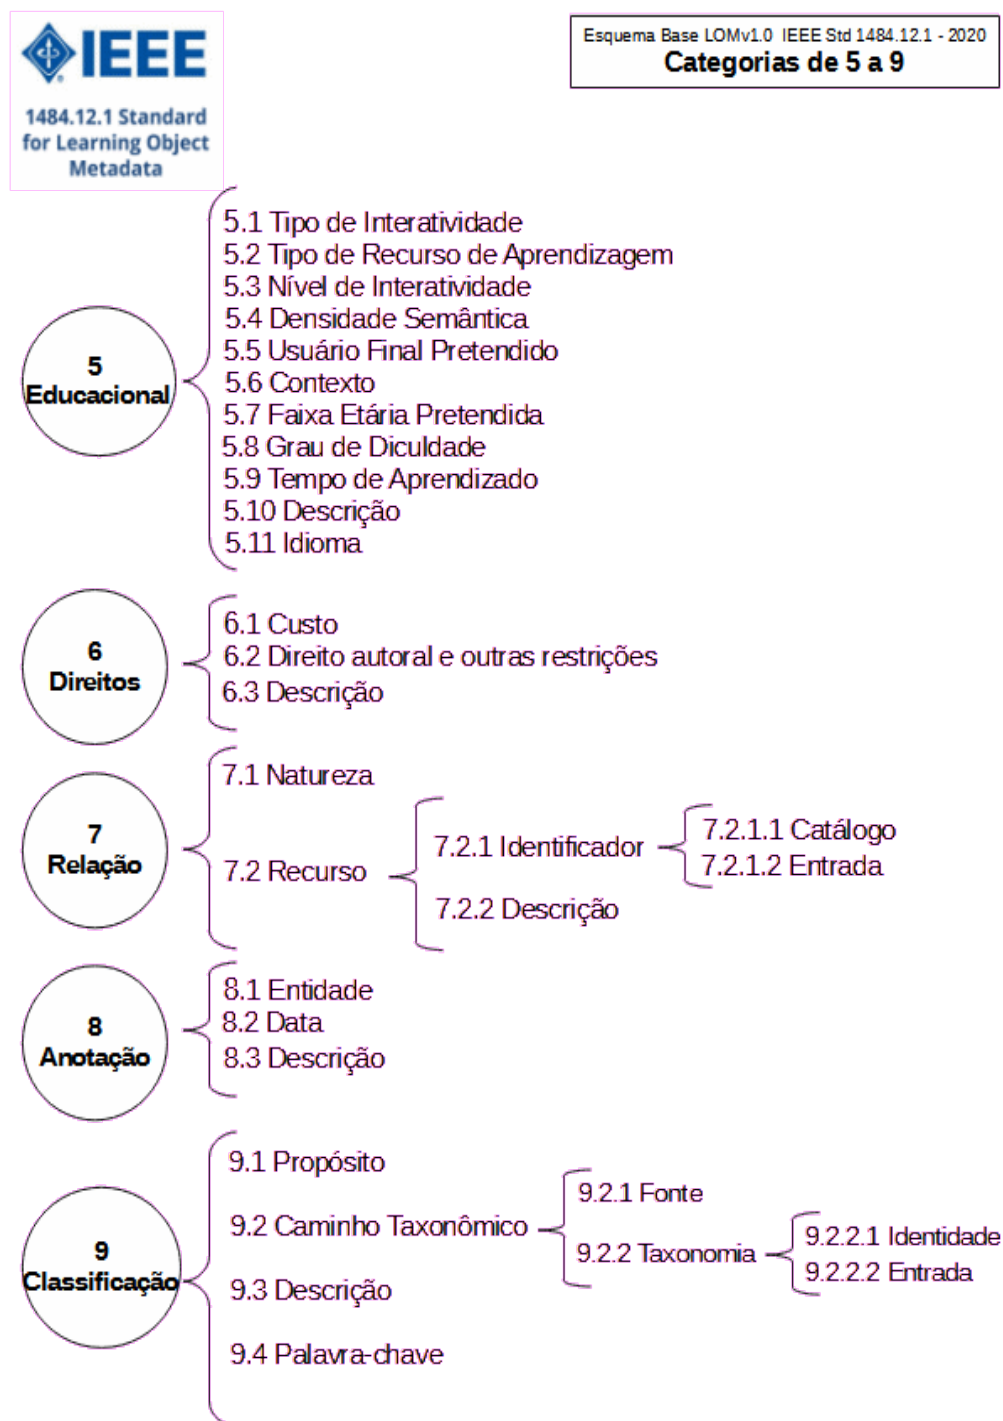 IEEE
1484.12.1 Standard
for Learning Object
Metadata
Esquema Base LOMv1.0 IEEE Std 1484.12.1 - 2020
Categorias de 5 a 9
5
Educacional
5.1 Tipo de Interatividade
5.2 Tipo de Recurso de Aprendizagem
5.3 Nível de Interatividade
5.4 Densidade Semântica
5.5 Usuário Final Pretendido
5.6 Contexto
5.7 Faixa Etária Pretendida
5.8 Grau de Diculdade
5.9 Tempo de Aprendizado
5.10 Descrição
5.11 Idioma
6
Direitos
6.1 Custo
6.2 Direito autoral e outras restrições
6.3 Descrição
7
Relação
7.1 Natureza
7.2 Recurso
7.2.1 Identificador
7.2.1.1 Catálogo
7.2.1.2 Entrada
7.2.2 Descrição
8
Anotação
8.1 Entidade
8.2 Data
8.3 Descrição
9
Classificação
9.1 Propósito
9.2 Caminho Taxonômico
9.2.1 Fonte
9.2.2 Taxonomia
9.2.2.1 Identidade
9.2.2.2 Entrada
9.3 Descrição
9.4 Palavra-chave